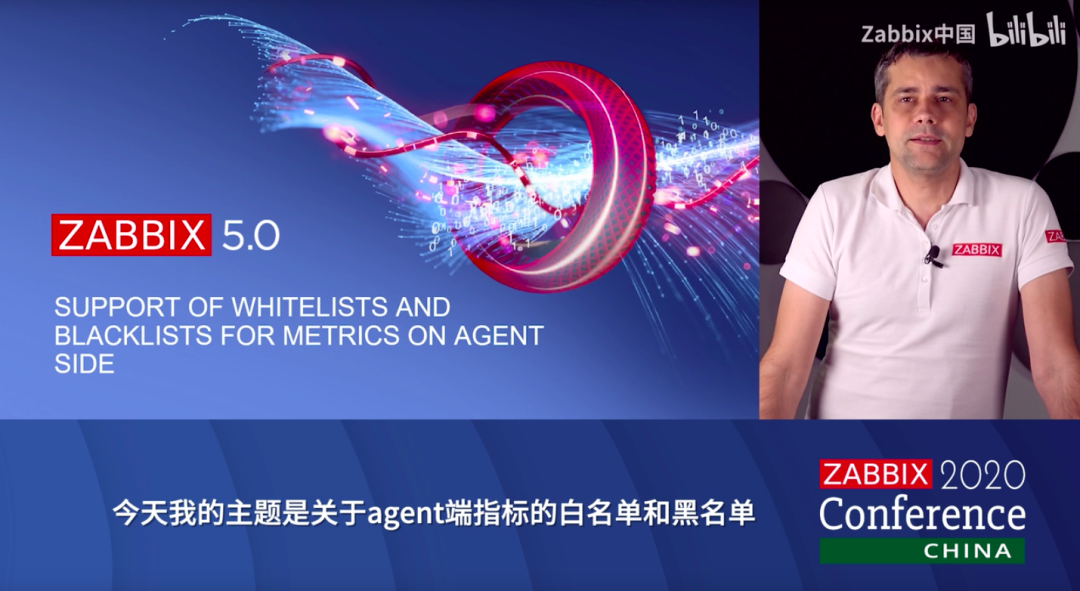 Zabbix中国 bilibili
ZABBIX 5.0
SUPPORT OF WHITELISTS AND
BLACKLISTS FOR METRICS ON AGENT
SIDE
ZABBIX
ZAB
今天我的主题是关于agent端指标的白名单和黑名单
ZABBIX 2020
Conference
CHINA